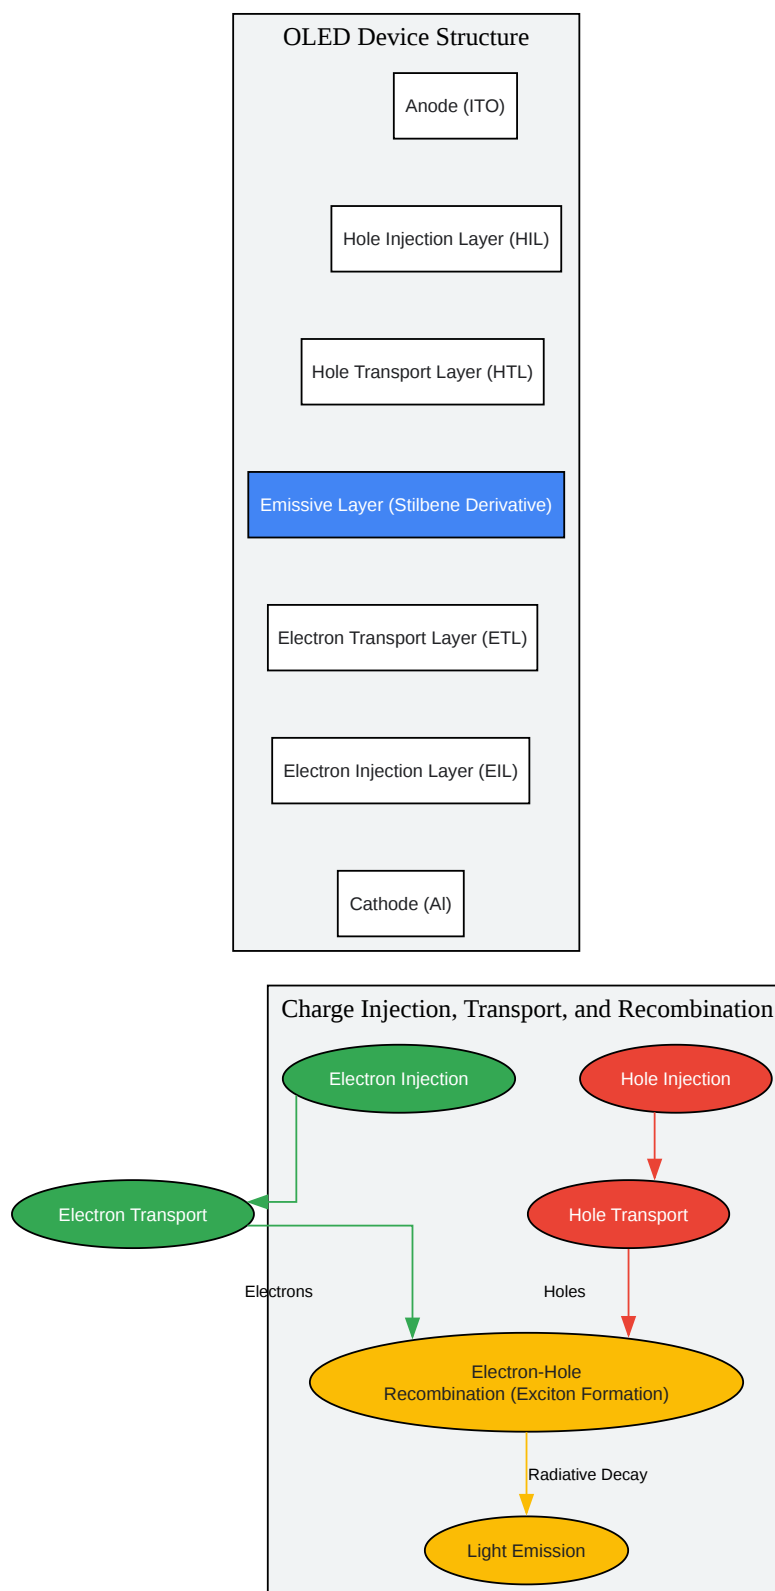 OLED Device Structure
Anode (ITO)
Hole Injection Layer (HIL)
Hole Transport Layer (HTL)
Emissive Layer (Stilbene Derivative)
Electron Transport Layer (ETL)
Electron Injection Layer (EIL)
Cathode (Al)
Charge Injection, Transport, and Recombination
Electron Injection
Hole Injection
Electron Transport
Hole Transport
Electrons
Holes
Electron-Hole
Recombination (Exciton Formation)
Radiative Decay
Light Emission